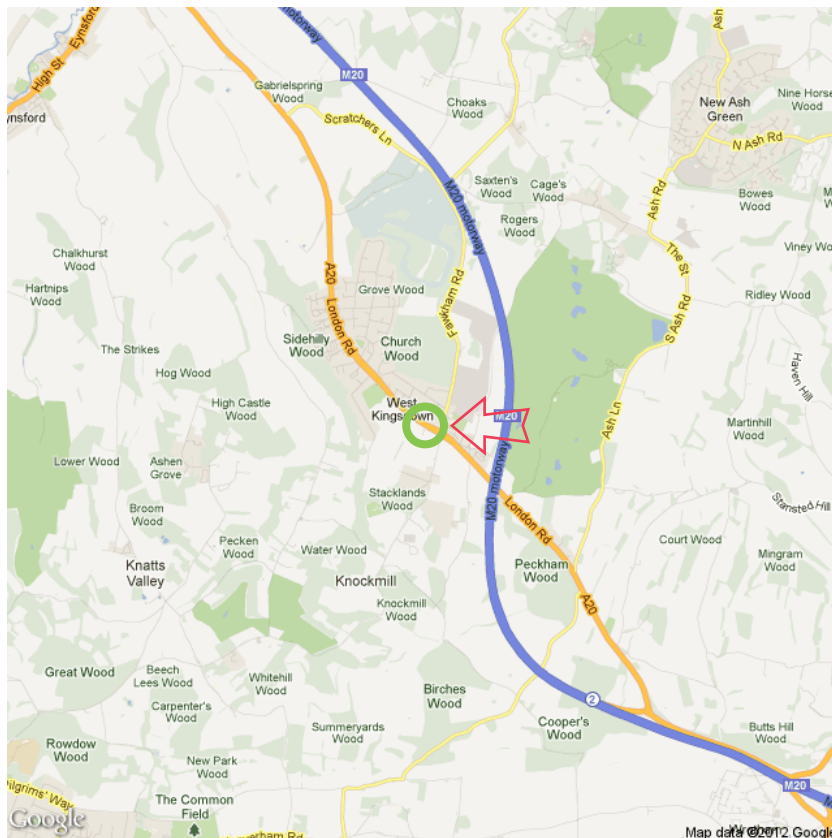 M20 motorway
Ash
Eynsford
High St
M20
Gabrielspring
Wood
New Ash
Green
Nine Horse
Wood
Choaks
Wood
Scratchers Ln
N Ash Rd
ynsford
M20 motorway
Saxten's
Wood
Cage's
Wood
Ash Rd
Bowes
Wood
Rogers
Wood
Chalkhurst
Wood
The St
Viney Wo
A20
Hartnips
Wood
Grove Wood
Fawkham Rd
S Ash Rd
Ridley Wood
London Rd
Sidehilly
Wood
Church
Wood
The Strikes
Hog Wood
Haven Hill
High Castle
Wood
West
Kingsdown
M20
Ash Ln
Martinhill
Wood
Lower Wood
Ashen
Grove
M20 motorway
Stacklands
Wood
Stansted Hill
Broom
Wood
London Rd
Pecken
Wood
Water Wood
Court Wood
Mingram
Wood
Knatts
Valley
Knockmill
Peckham
Wood
A20
Knockmill
Wood
Great Wood
Beech
Lees Wood
Whitehill
Wood
Birches
Wood
2
Carpenter's
Wood
Summeryards
Wood
Cooper's
Wood
Butts Hill
Wood
Rowdow
Wood
New Park
Wood
M20
Pilgrims' Way
The Common
Field
Google
Map data ©2012 Google